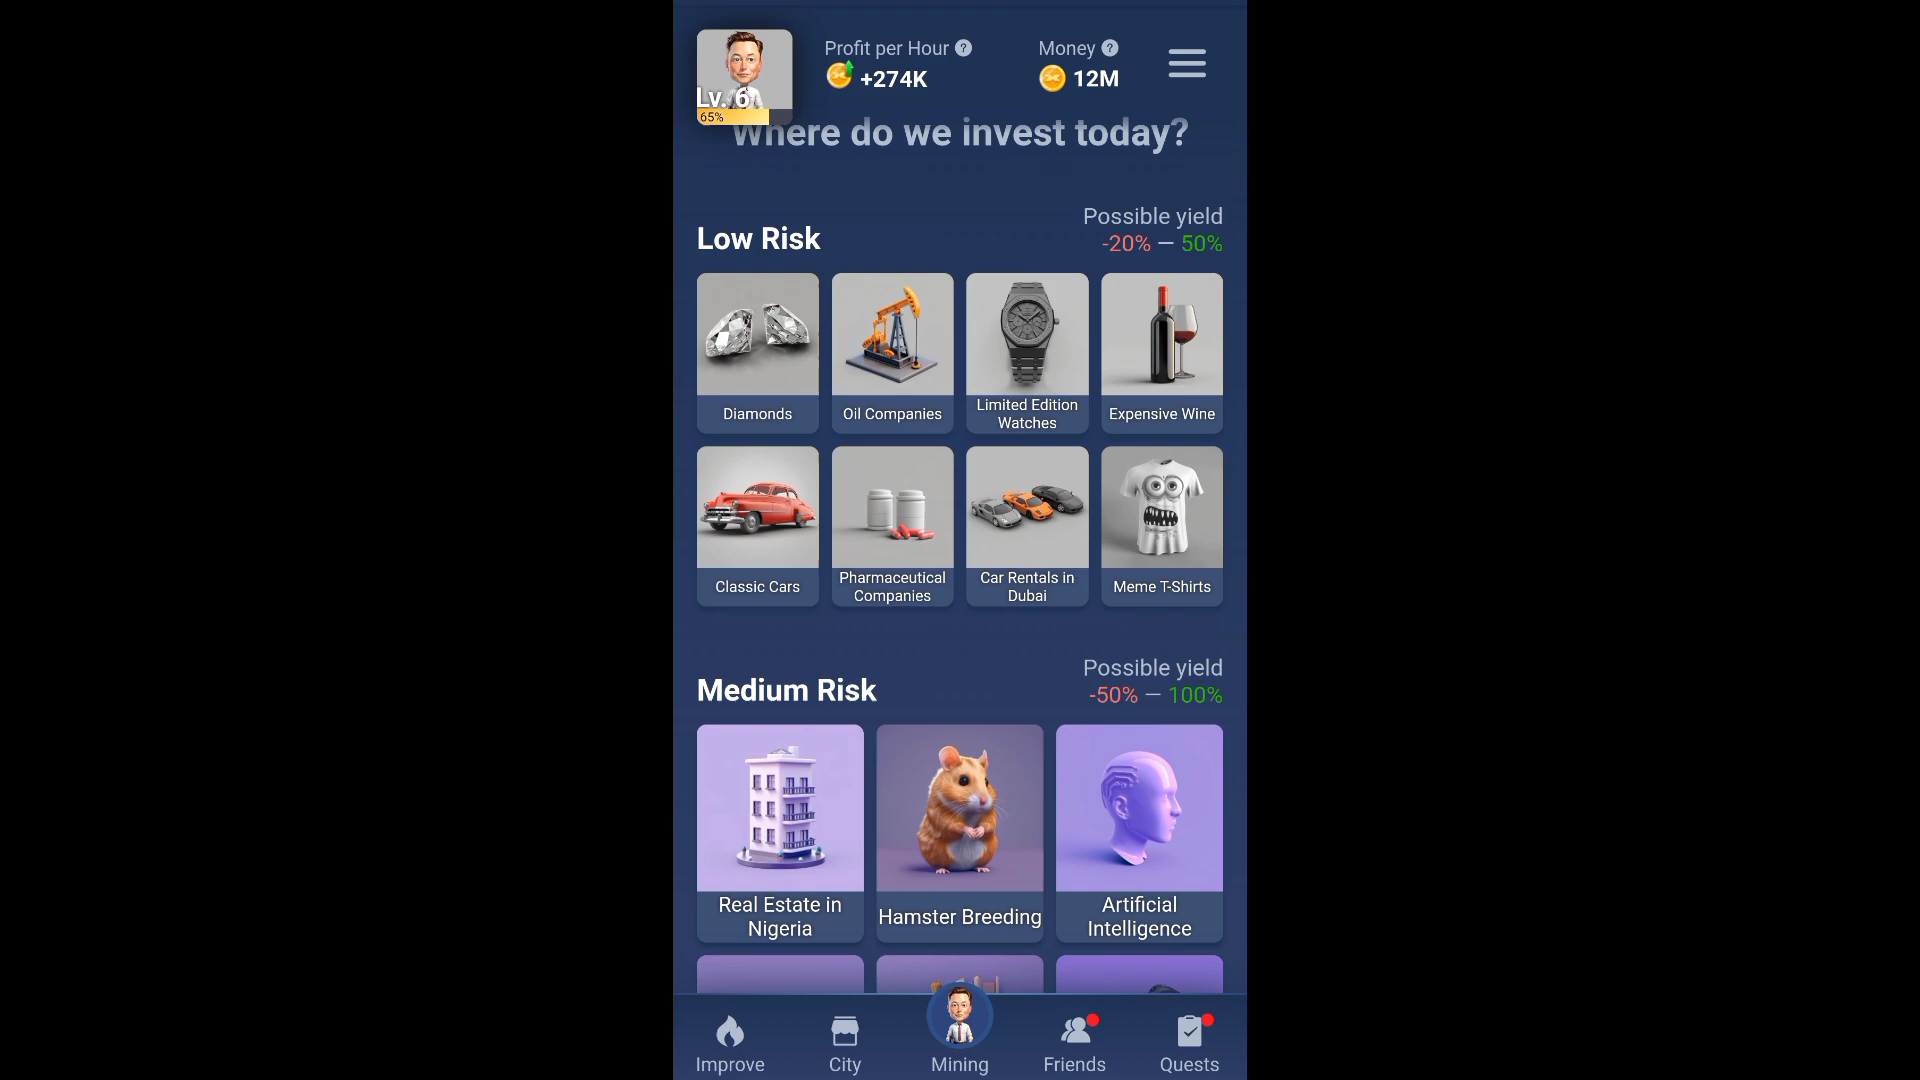 Profit per Hour ?
Money ?
+274K
12M
Lv. 6
65%
Where do we invest today?
Possible yield
Low Risk
-20% — 50%
Diamonds
Oil Companies
Limited Edition
Watches
Expensive Wine
Classic Cars
Pharmaceutical
Companies
Car Rentals in
Dubai
Meme T-Shirts
Possible yield
Medium Risk
-50% — 100%
Real Estate in
Nigeria
Hamster Breeding
Artificial
Intelligence
Improve
City
Mining
Friends
Quests